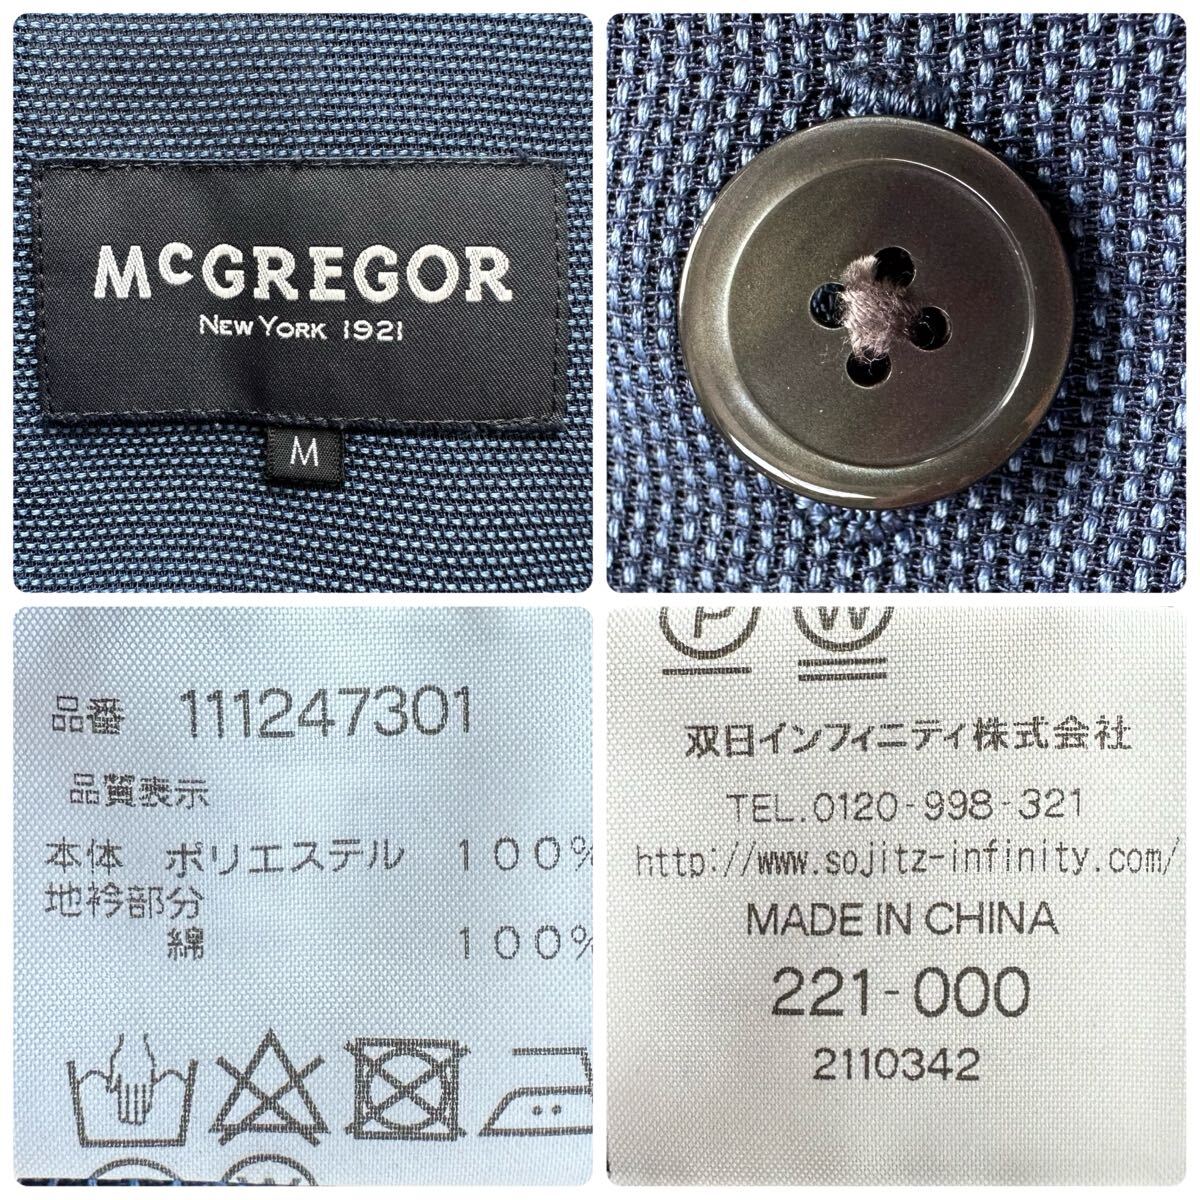 McGREGOR
NEW YORK 1921
M
品番 111247301
品質表示
本体 ポリエステル 100%
地衿部分
綿 100%
P W
双日インフィニティ株式会社
TEL.0120-998-321
http://www.sojitz-infinity.com/
MADE IN CHINA
221-000
2110342